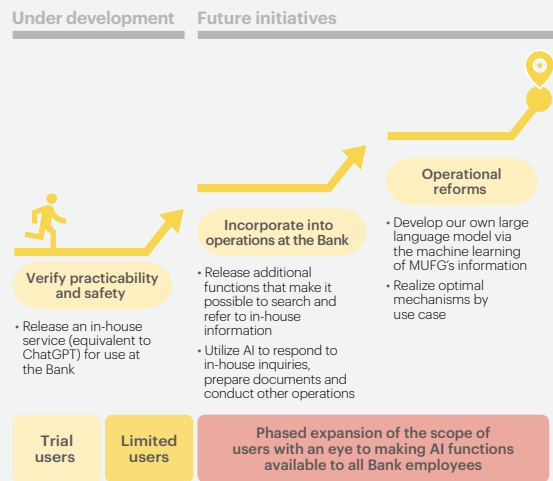 Under development
Future initiatives
Verify practicability
and safety
• Release an in-house
service (equivalent to
ChatGPT) for use at
the Bank
Incorporate into
operations at the Bank
• Release additional
functions that make it
possible to search and
refer to in-house
information
• Utilize AI to respond to
in-house inquiries,
prepare documents and
conduct other operations
Operational
reforms
• Develop our own large
language model via
the machine learning
of MUFG's information
• Realize optimal
mechanisms by
use case
Trial
users
Limited
users
Phased expansion of the scope of
users with an eye to making AI functions
available to all Bank employees